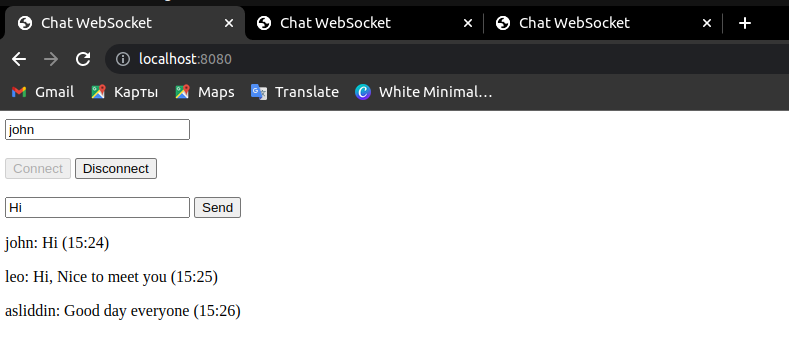 Chat WebSocket Chat WebSocket Chat WebSocket
localhost:8080
Gmail Карты Maps Translate White Minimal...
john
Connect Disconnect
Hi Send
john: Hi (15:24)
leo: Hi, Nice to meet you (15:25)
asliddin: Good day everyone (15:26)